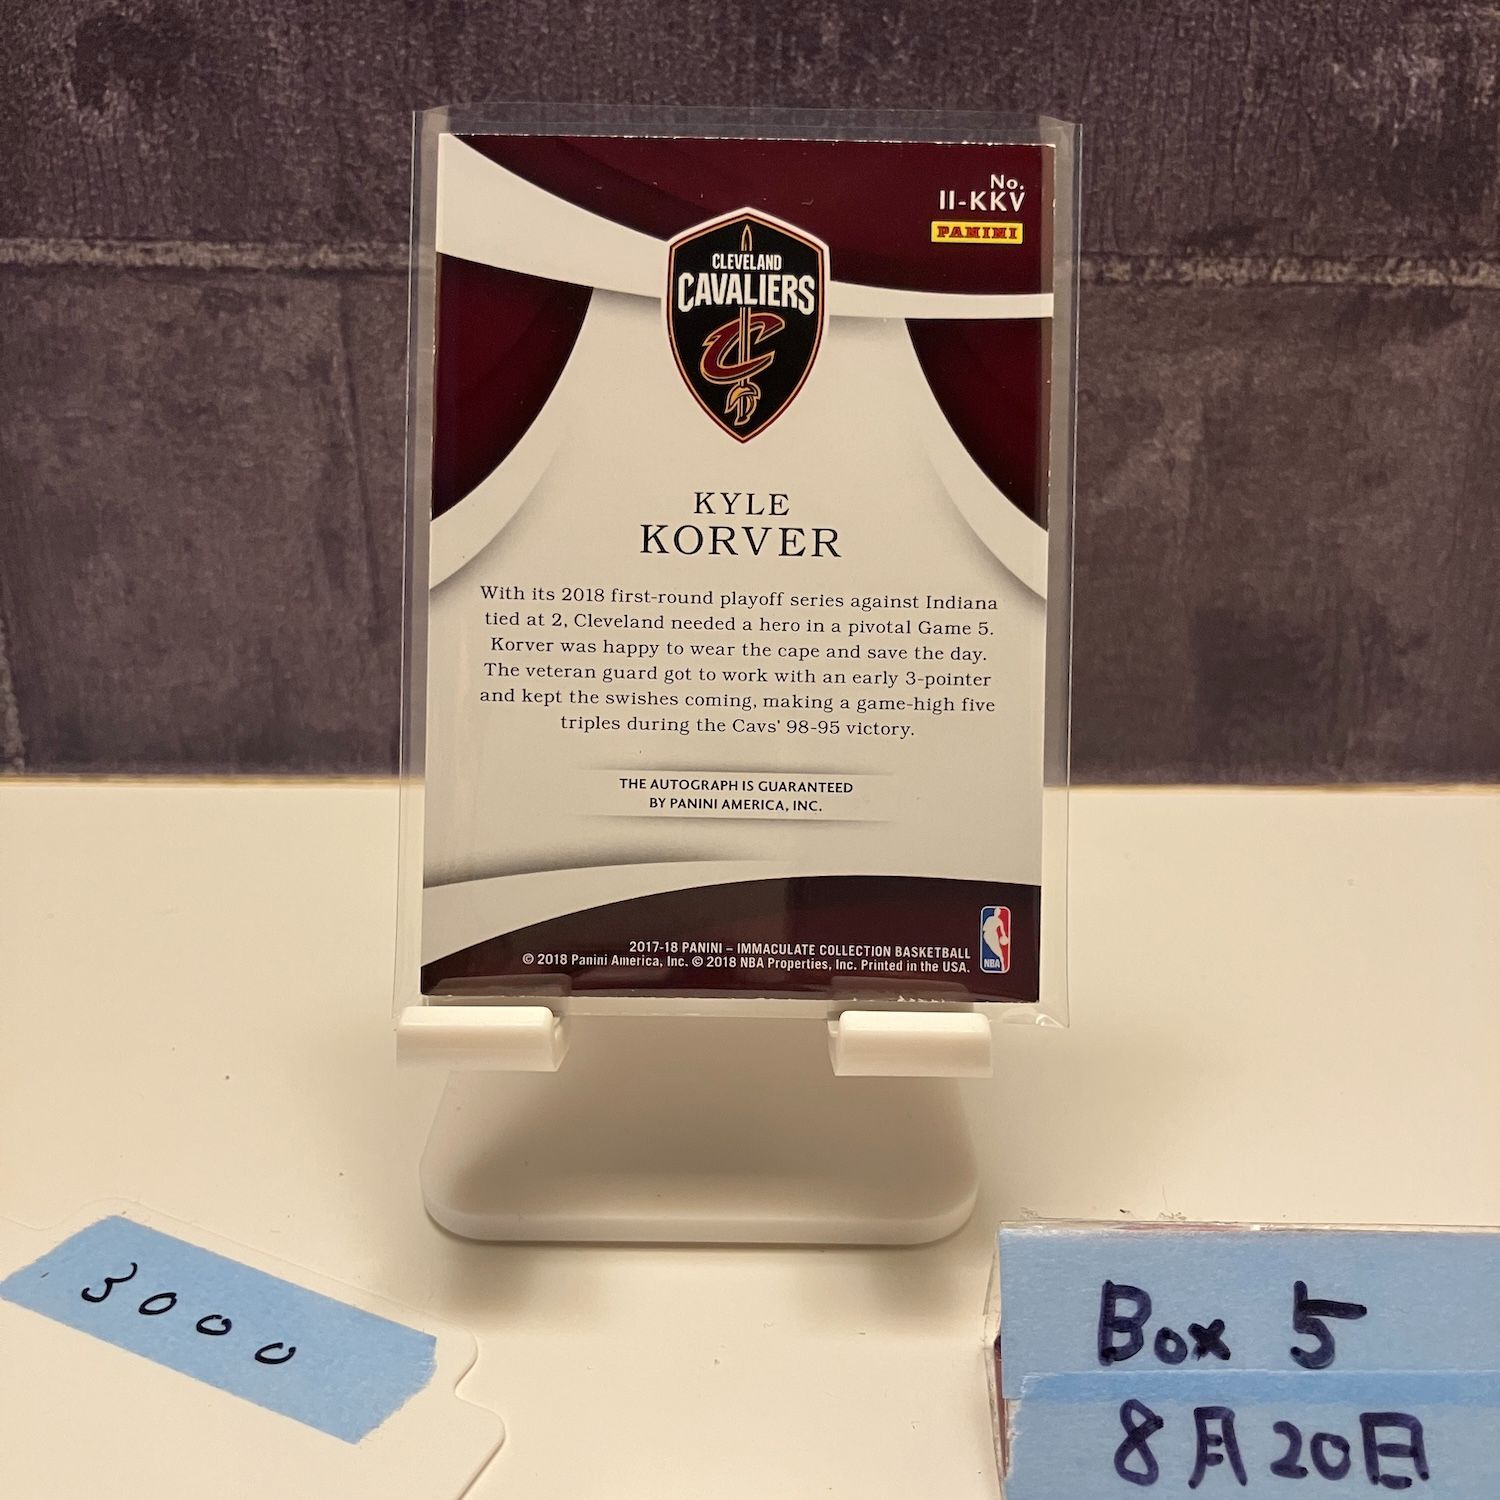 No.
II-KKV
PANINI
CLEVELAND
CAVALIERS
C
KYLE
KORVER
With its 2018 first-round playoff series against Indiana
tied at 2, Cleveland needed a hero in a pivotal Game 5.
Korver was happy to wear the cape and save the day.
The veteran guard got to work with an early 3-pointer
and kept the swishes coming, making a game-high five
triples during the Cavs' 98-95 victory.
THE AUTOGRAPH IS GUARANTEED
BY PANINI AMERICA, INC.
2017-18 PANINI – IMMACULATE COLLECTION BASKETBALL
© 2018 Panini America, Inc. © 2018 NBA Properties, Inc. Printed in the USA.
NBA
3000
Box 5
8月20日